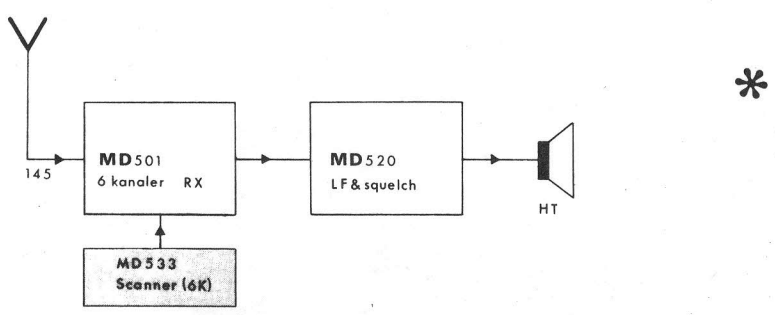 145
MD501
6 kanaler RX
MD520
LF & squelch
HT
MD533
Scanner (6K)
*